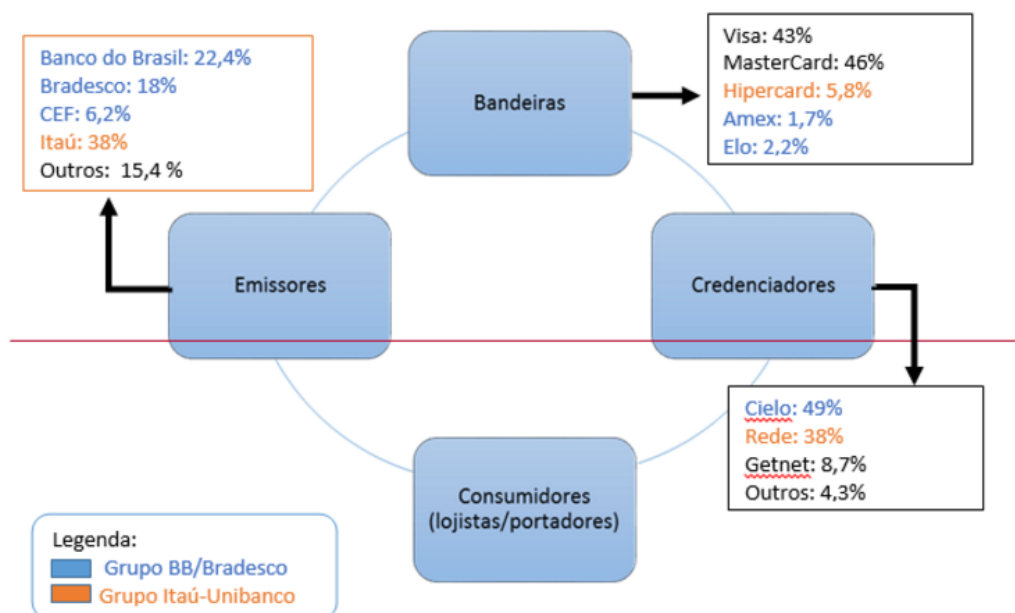 Banco do Brasil: 22,4%
Bradesco: 18%
CEF: 6,2%
Itaú: 38%
Outros: 15,4 %
Bandeiras
Visa: 43%
MasterCard: 46%
Hipercard: 5,8%
Amex: 1,7%
Elo: 2,2%
Emissores
Credenciadores
Cielo: 49%
Rede: 38%
Getnet: 8,7%
Outros: 4,3%
Consumidores
(lojistas/portadores)
Legenda:
Grupo BB/Bradesco
Grupo Itaú-Unibanco